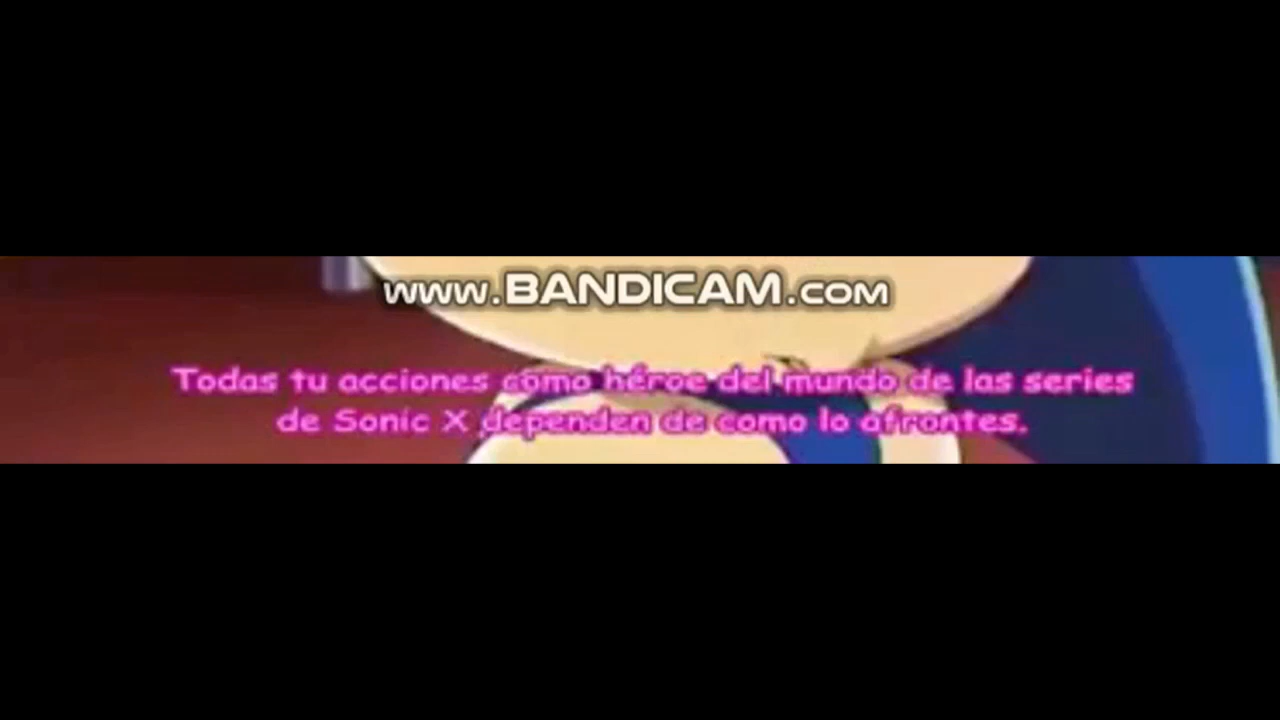 www.BANDICAM.com
Todas tu acciones como héroe del mundo de las series
de Sonic X dependen de como lo afrontes.